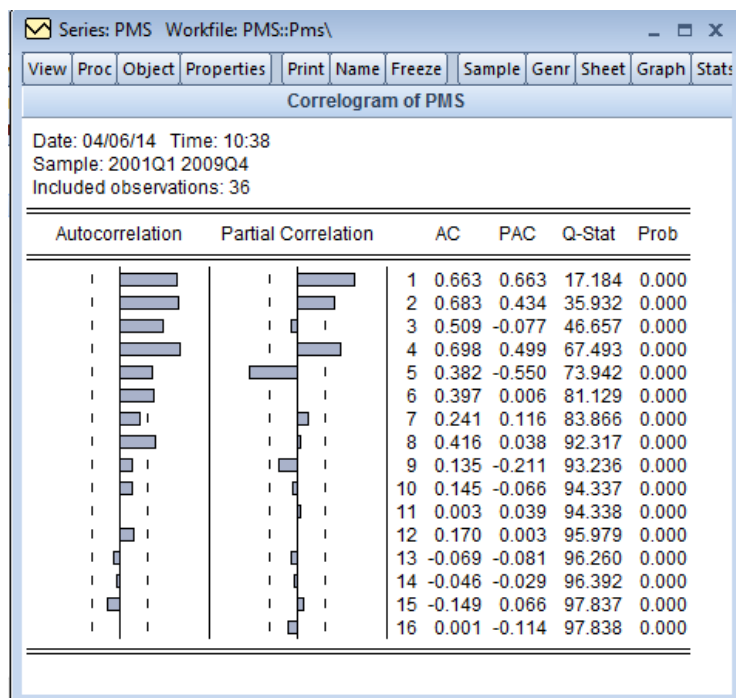 Series: PMS Workfile: PMS::Pms\
View Proc Object Properties Print Name Freeze Sample Genr Sheet Graph Stats
Correlogram of PMS
Date: 04/06/14 Time: 10:38
Sample: 2001Q1 2009Q4
Included observations: 36
Autocorrelation Partial Correlation AC PAC Q-Stat Prob
1 0.663 0.663 17.184 0.000
2 0.683 0.434 35.932 0.000
3 0.509 -0.077 46.657 0.000
4 0.698 0.499 67.493 0.000
5 0.382 -0.550 73.942 0.000
6 0.397 0.006 81.129 0.000
7 0.241 0.116 83.866 0.000
8 0.416 0.038 92.317 0.000
9 0.135 -0.211 93.236 0.000
10 0.145 -0.066 94.337 0.000
11 0.003 0.039 94.338 0.000
12 0.170 0.003 95.979 0.000
13 -0.069 -0.081 96.260 0.000
14 -0.046 -0.029 96.392 0.000
15 -0.149 0.066 97.837 0.000
16 0.001 -0.114 97.838 0.000